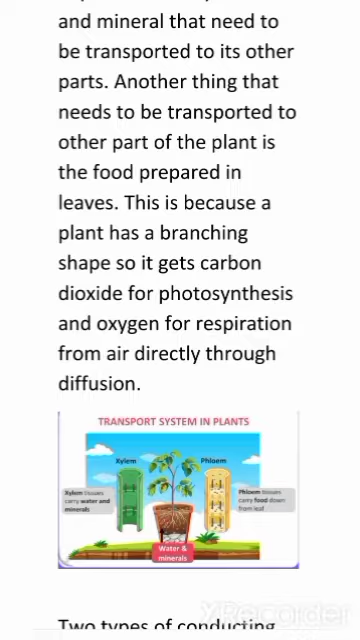 and mineral that need to
be transported to its other
parts. Another thing that
needs to be transported to
other part of the plant is
the food prepared in
leaves. This is because a
plant has a branching
shape so it gets carbon
dioxide for photosynthesis
and oxygen for respiration
from air directly through
diffusion.
TRANSPORT SYSTEM IN PLANTS
Xylem
Phloem
Xylem tissues
carry water and
minerals
Phloem tissues
carry food down
from leaf
Water &
minerals
Two types of conducting
XRecorder